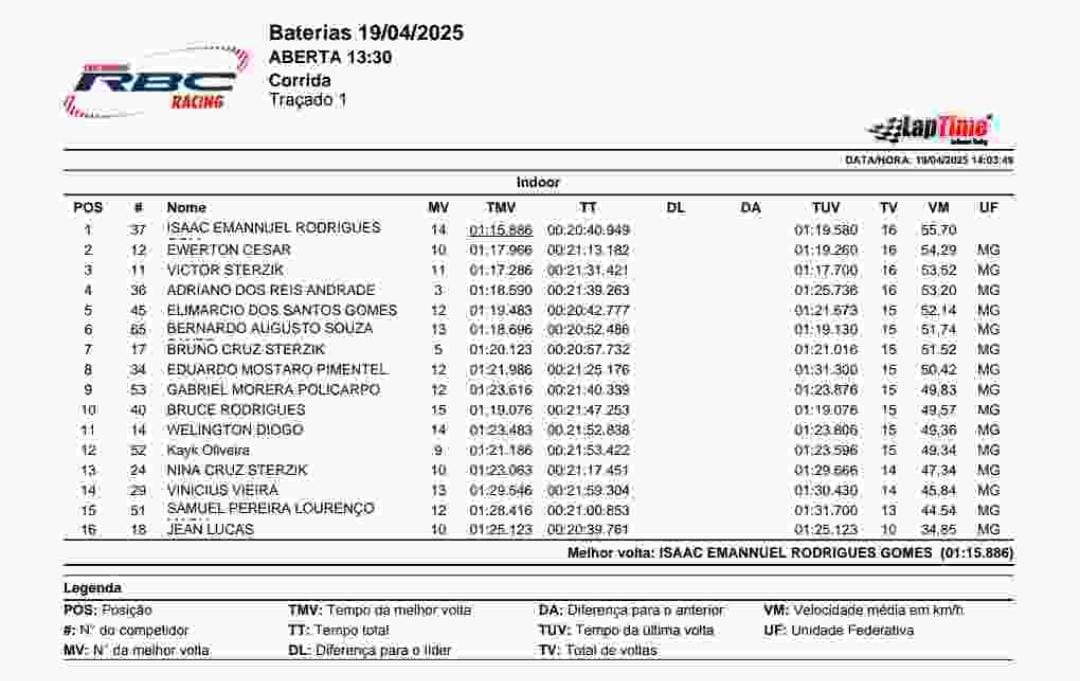 Baterias 19/04/2025
ABERTA 13:30
Corrida
Traçado 1
RBC
RACING
LapTime
DATA/HORA: 19/04/2025 14:03:49
Indoor
POS # Nome MV TMV TT DL DA TUV TV VM UF
1 37 ISAAC EMANNUEL RODRIGUES 14 01:15.886 00:20:40.949 01:19.580 16 55,70
2 12 EWERTON CESAR 10 01:17.966 00:21:13.182 01:19.260 16 54,29 MG
3 11 VICTOR STERZIK 11 01:17.286 00:21:31.421 01:17.700 16 53,52 MG
4 36 ADRIANO DOS REIS ANDRADE 3 01:18.590 00:21:39.263 01:25.736 16 53,20 MG
5 45 ELIMARCIO DOS SANTOS GOMES 12 01:19.483 00:20:42.777 01:21.673 15 52,14 MG
6 65 BERNARDO AUGUSTO SOUZA 13 01:18.696 00:20:52.486 01:19.130 15 51,74 MG
7 17 BRUNO CRUZ STERZIK 5 01:20.123 00:20:57.732 01:21.016 15 51,52 MG
8 34 EDUARDO MOSTARO PIMENTEL 12 01:21.986 00:21:25.176 01:31.300 15 50,42 MG
9 53 GABRIEL MORERA POLICARPO 12 01:23.616 00:21:40.339 01:23.876 15 49,83 MG
10 40 BRUCE RODRIGUES 15 01:19.076 00:21:47.253 01:19.076 15 49,57 MG
11 14 WELINGTON DIOGO 14 01:23.483 00:21:52.838 01:23.806 15 49,36 MG
12 52 Kayk Oliveira 9 01:21.186 00:21:53.422 01:23.596 15 49,34 MG
13 24 NINA CRUZ STERZIK 10 01:23.063 00:21:17.451 01:29.666 14 47,34 MG
14 29 VINICIUS VIEIRA 13 01:29.546 00:21:59.304 01:30.430 14 45,84 MG
15 51 SAMUEL PEREIRA LOURENÇO 12 01:28.416 00:21:00.853 01:31.700 13 44,54 MG
16 18 JEAN LUCAS 10 01:25.123 00:20:39.761 01:25.123 10 34,85 MG
Melhor volta: ISAAC EMANNUEL RODRIGUES GOMES (01:15.886)
Legenda
POS: Posição TMV: Tempo da melhor volta DA: Diferença para o anterior VM: Velocidade média em km/h
#: N° do competidor TT: Tempo total TUV: Tempo da última volta UF: Unidade Federativa
MV: N° da melhor volta DL: Diferença para o líder TV: Total de voltas